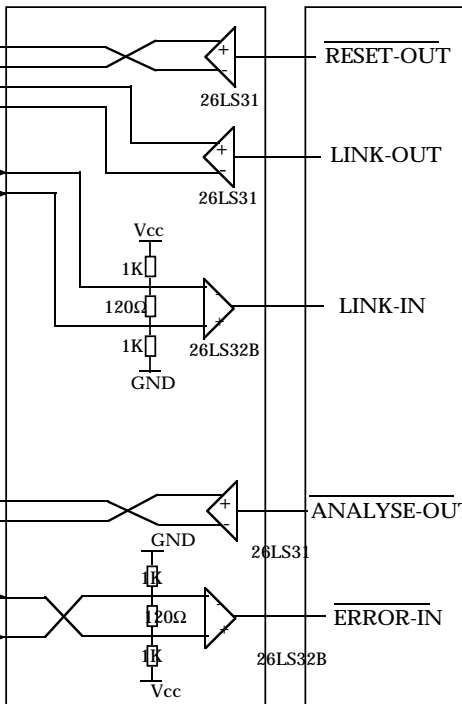 +
-
RESET-OUT
26LS31
+
-
LINK-OUT
26LS31
Vcc
1K
-
120Ω
LINK-IN
+
1K
26LS32B
GND
+
-
ANALYSE-OUT
GND
26LS31
1K
-
120Ω
ERROR-IN
+
1K
26LS32B
Vcc